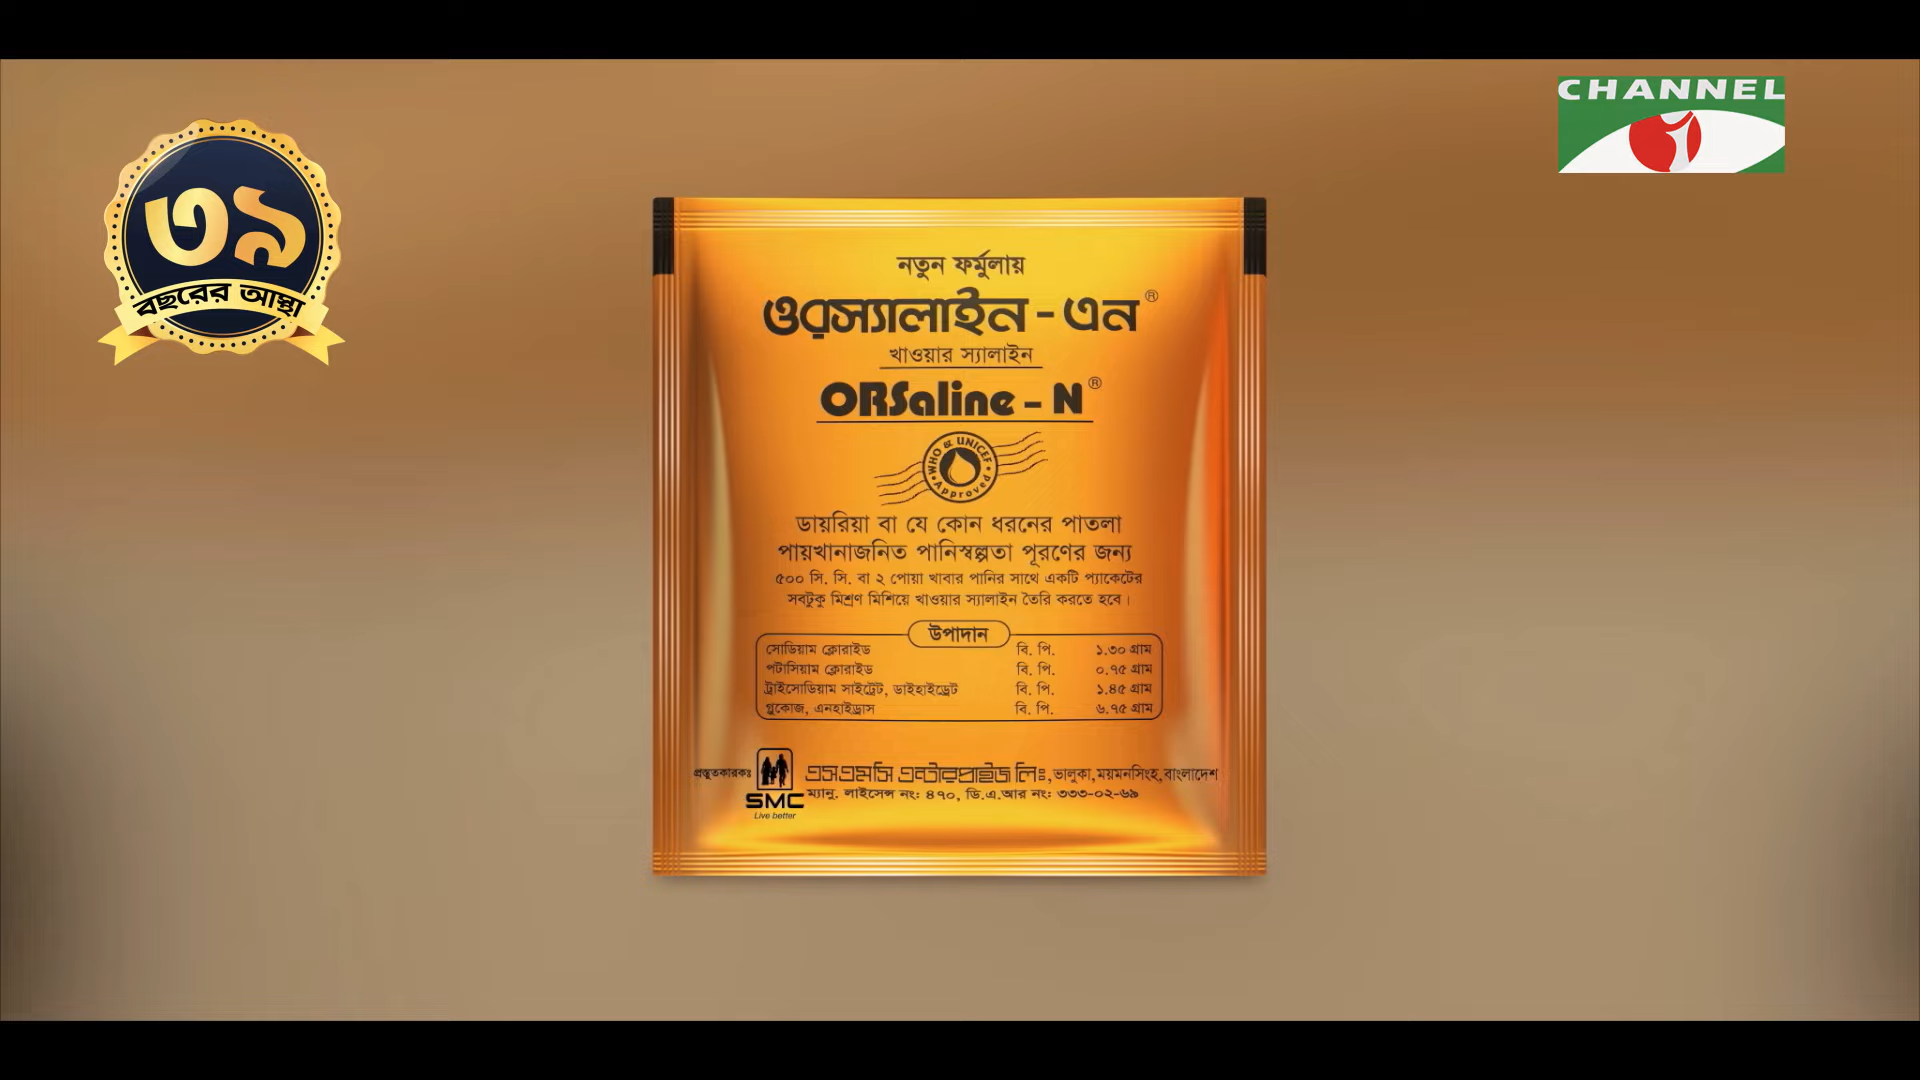 ৩৯
বছরের আস্থা
CHANNEL
নতুন ফর্মুলায়
ওরস্যালাইন - এন®
খাওয়ার স্যালাইন
ORSaline - N®
WHO & UNICEF
Approved
ডায়রিয়া বা যে কোন ধরনের পাতলা
পায়খানাজনিত পানিস্বল্পতা পূরণের জন্য
৫০০ সি. সি. বা ২ পোয়া খাবার পানির সাথে একটি প্যাকেটের
সবটুকু মিশ্রণ মিশিয়ে খাওয়ার স্যালাইন তৈরি করতে হবে।
উপাদান
সোডিয়াম ক্লোরাইড বি. পি. ১.৩০ গ্রাম
পটাসিয়াম ক্লোরাইড বি. পি. ০.৭৫ গ্রাম
ট্রাইসোডিয়াম সাইট্রেট, ডাইহাইড্রেট বি. পি. ১.৪৫ গ্রাম
গ্লুকোজ, এনহাইড্রাস বি. পি. ৬.৭৫ গ্রাম
প্রস্তুতকারকঃ এসএমসি এন্টারপ্রাইজ লিঃ, ভালুকা, ময়মনসিংহ, বাংলাদেশ
SMC ম্যানু. লাইসেন্স নং: ৪৭০, ডি.এ.আর নং: ৩৩৩-০২-৬৯
Live better